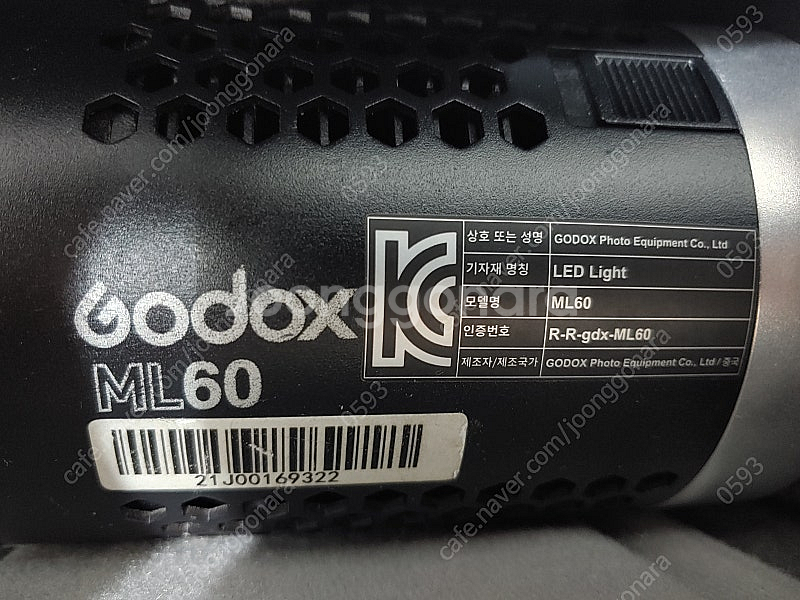 GODOX
ML60
21J00169322
상호 또는 성명 GODOX Photo Equipment Co., Ltd
기자재 명칭 LED Light
모델명 ML60
인증번호 R-R-gdx-ML60
제조자/제조국가 GODOX Photo Equipment Co., Ltd / 중국
joonggonara
cafe.naver.com/joonggonara
0593